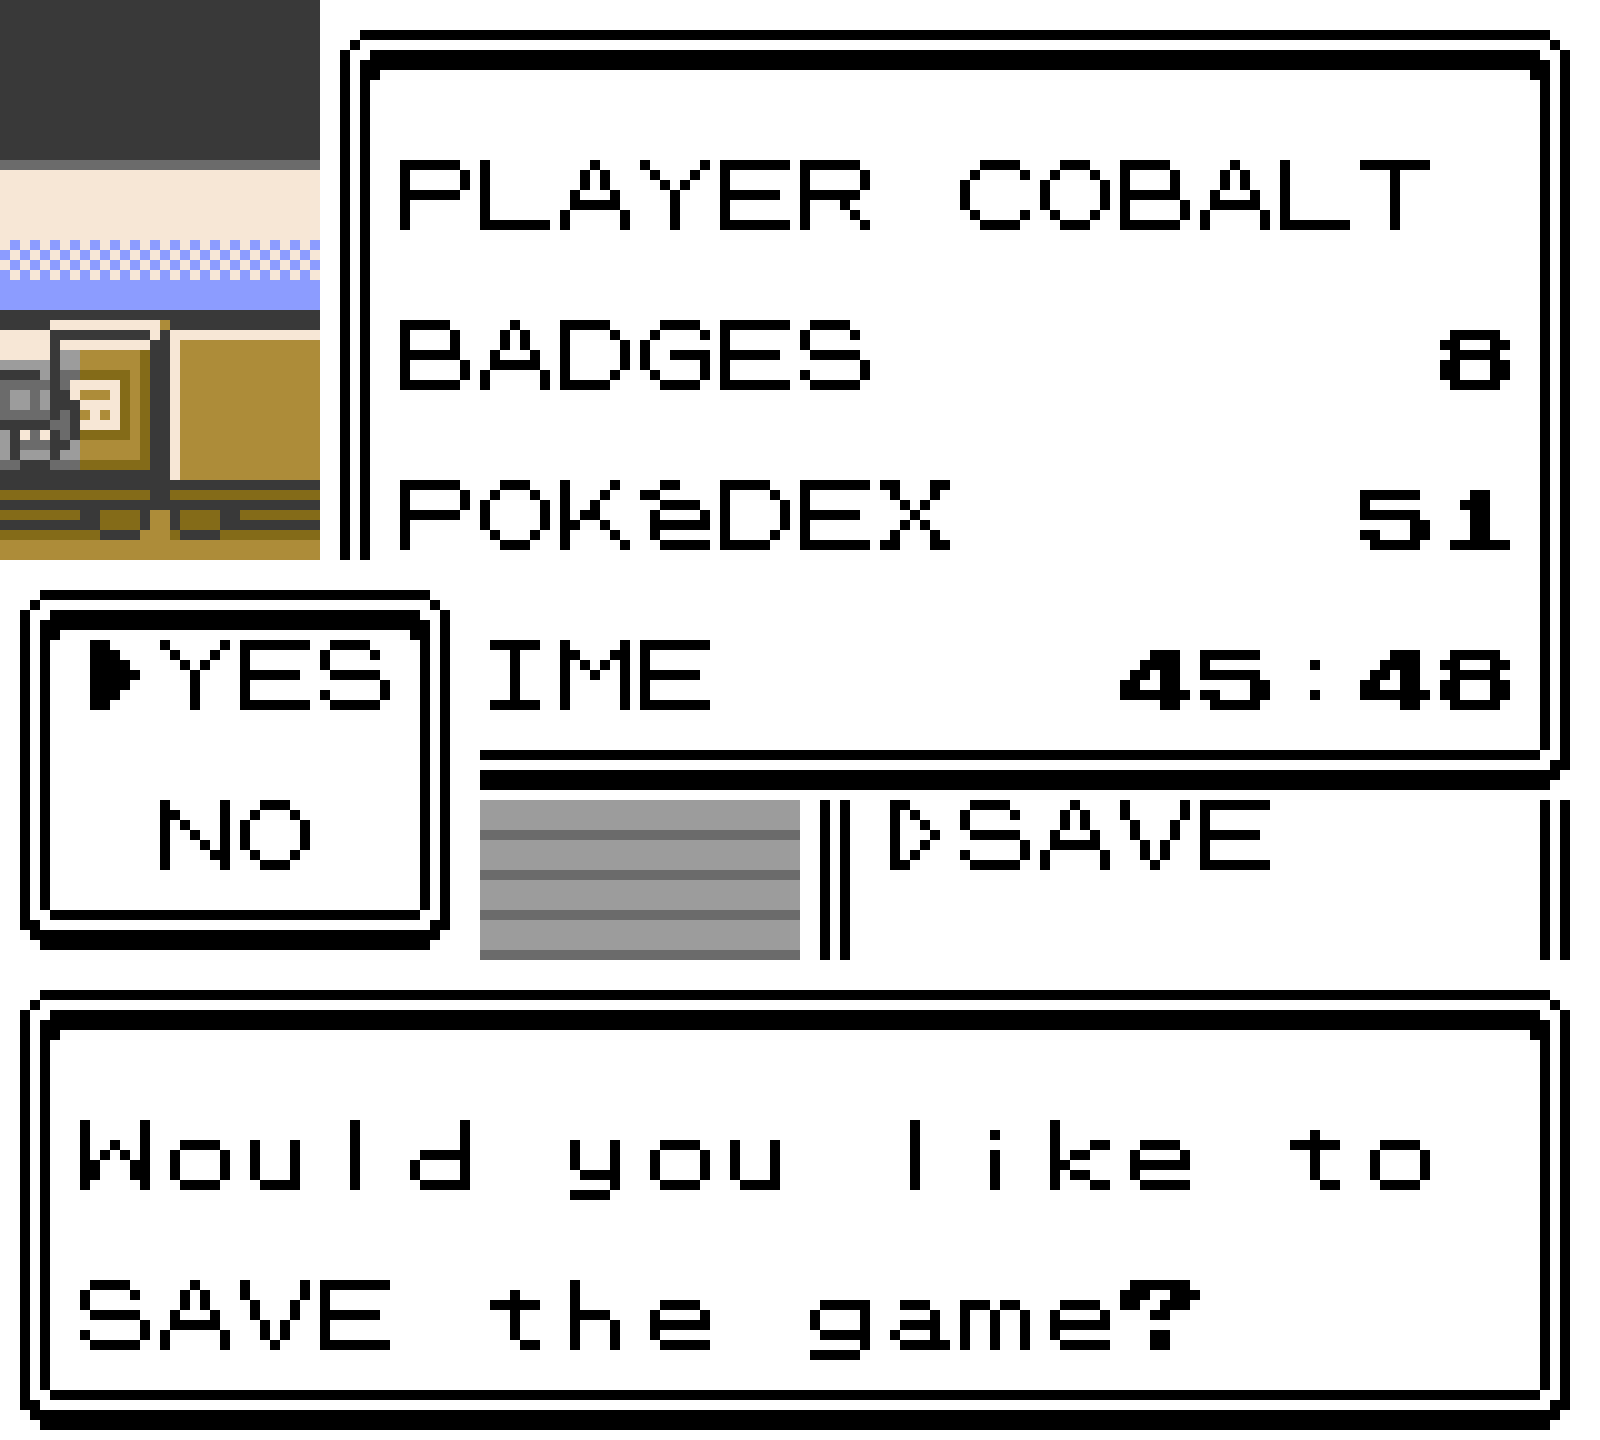 PLAYER COBALT
BADGES 8
POKéDEX 51
IME 45:48
▶YES
NO
▷SAVE
Would you like to
SAVE the game?